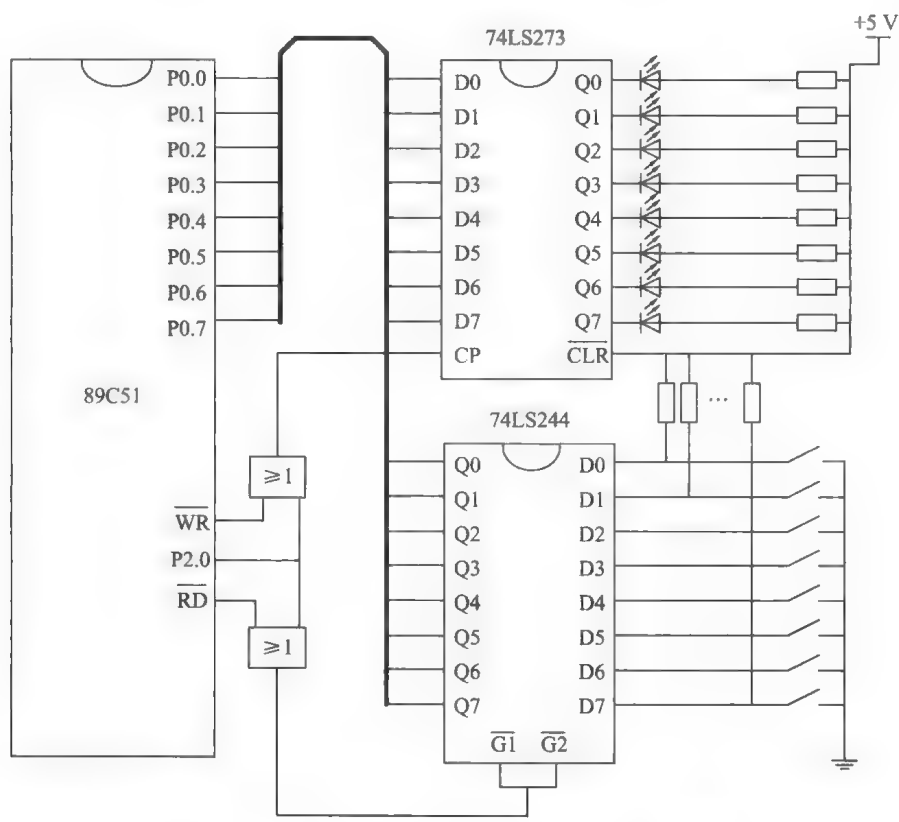 +5 V
74LS273
P0.0
P0.1
P0.2
P0.3
P0.4
P0.5
P0.6
P0.7
89C51
WR
P2.0
RD
D0
D1
D2
D3
D4
D5
D6
D7
CP
Q0
Q1
Q2
Q3
Q4
Q5
Q6
Q7
CLR
≥1
≥1
...
74LS244
Q0
Q1
Q2
Q3
Q4
Q5
Q6
Q7
D0
D1
D2
D3
D4
D5
D6
D7
G1 G2